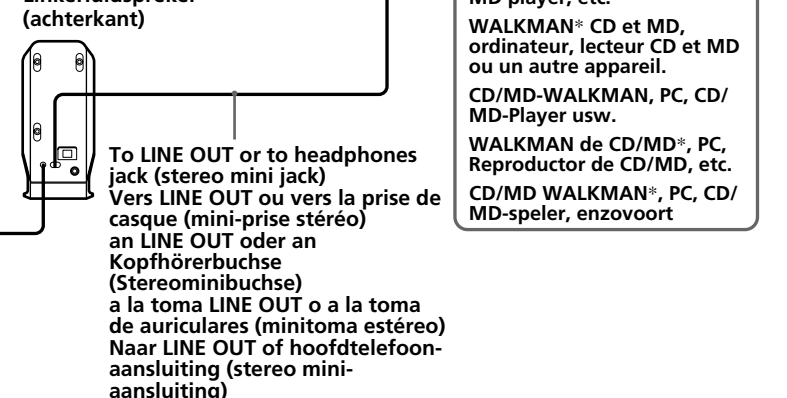 (achterkant)
MD-player, etc.
WALKMAN* CD et MD,
ordinateur, lecteur CD et MD
ou un autre appareil.
CD/MD-WALKMAN, PC, CD/
MD-Player usw.
WALKMAN de CD/MD*, PC,
Reproductor de CD/MD, etc.
CD/MD WALKMAN*, PC, CD/
MD-speler, enzovoort
To LINE OUT or to headphones
jack (stereo mini jack)
Vers LINE OUT ou vers la prise de
casque (mini-prise stéréo)
an LINE OUT oder an
Kopfhörerbuchse
(Stereominibuchse)
a la toma LINE OUT o a la toma
de auriculares (minitoma estéreo)
Naar LINE OUT of hoofdtelefoon-
aansluiting (stereo mini-
aansluiting)